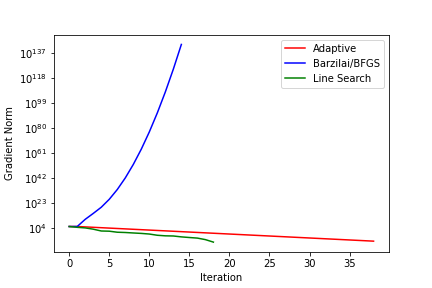 Adaptive
Barzilai/BFGS
Line Search
Gradient Norm
10^137
10^118
10^99
10^80
10^61
10^42
10^23
10^4
0 5 10 15 20 25 30 35
Iteration